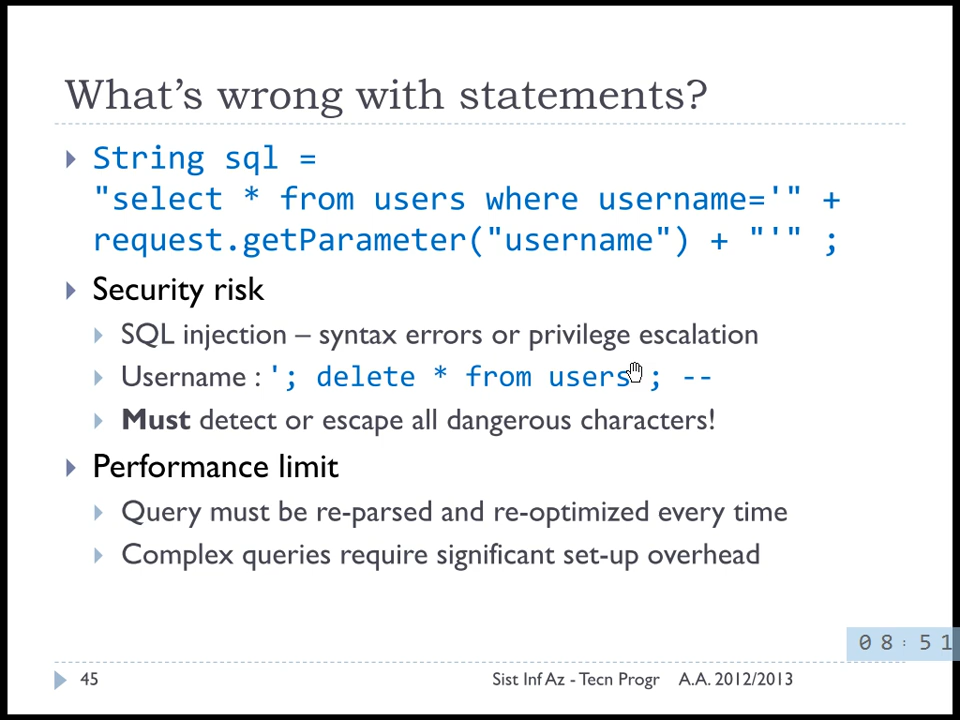 What's wrong with statements?
String sql =
"select * from users where username='" +
request.getParameter("username") + "'" ;
Security risk
SQL injection – syntax errors or privilege escalation
Username : '; delete * from users ; --
Must detect or escape all dangerous characters!
Performance limit
Query must be re-parsed and re-optimized every time
Complex queries require significant set-up overhead
08:51
45 Sist Inf Az - Tecn Progr A.A. 2012/2013